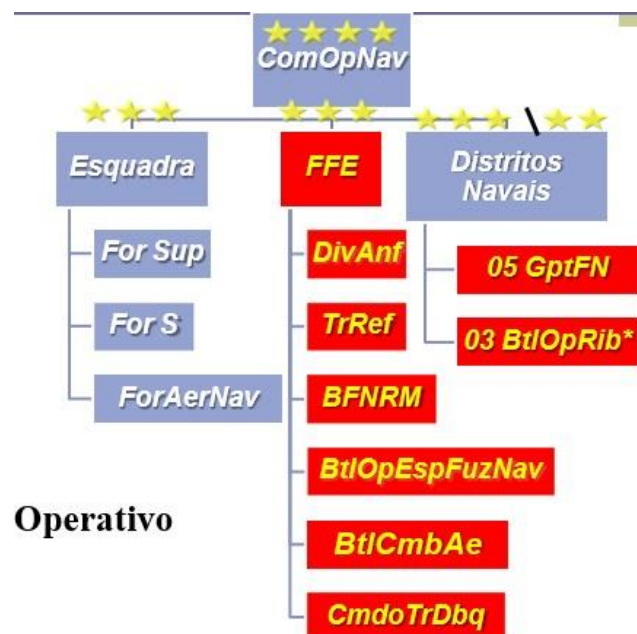 ComOpNav
Esquadra
FFE
Distritos
Navais
For Sup
For S
ForAerNav
DivAnf
TrRef
BFNRM
BtlOpEspFuzNav
BtlCmbAe
CmdoTrDbq
05 GptFN
03 BtlOpRib*
Operativo